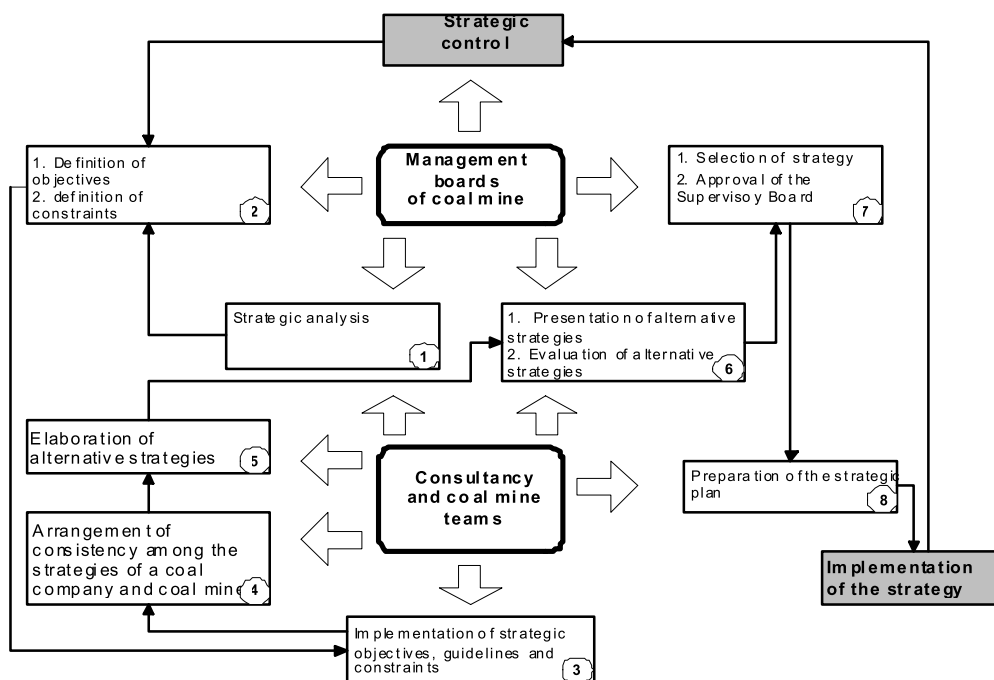 Strategic
control
1. Definition of
objectives
2. definition of
constraints
2
Management
boards
of coal mine
1. Selection of strategy
2. Approval of the
Supervisory Board
7
Strategic analysis
1
1. Presentation of alternative
strategies
2. Evaluation of alternative
strategies
6
Elaboration of
alternative strategies
5
Consultancy
and coal mine
teams
Preparation of the strategic
plan
8
Arrangement of
consistency among the
strategies of a coal
company and coal mine
4
Implementation
of the strategy
Implementation of strategic
objectives, guidelines and
constraints
3